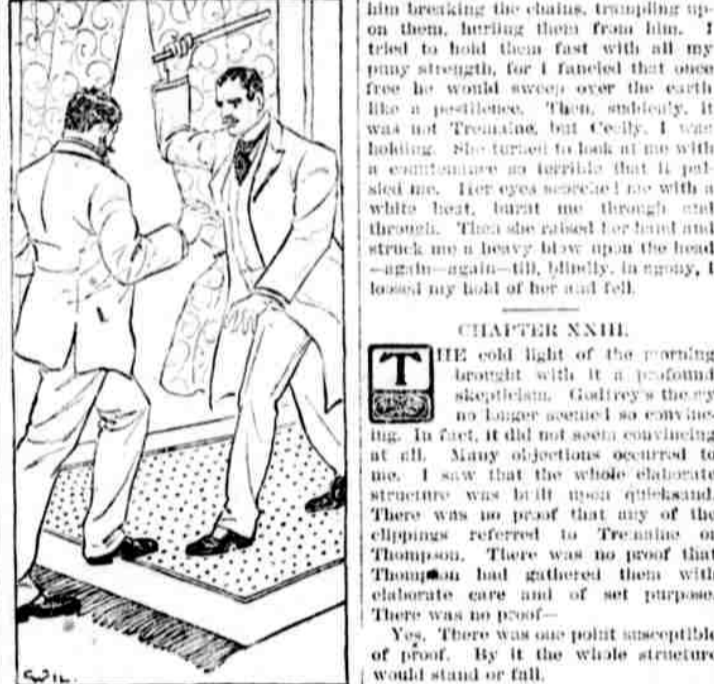 him breaking the chains, trampling up-
on them, hurling them from him. I
tried to hold them fast with all my
puny strength, for I fancied that once
free he would sweep over the earth
like a pestilence. Then, suddenly, it
was not Tremaine, but Cecily, I was
holding. She turned to look at me with
a countenance so terrible that it pal-
sied me. Her eyes scorched me with a
white heat, burnt me through and
through. Then she raised her hand and
struck me a heavy blow upon the head
—again—again—till, blindly, in agony, I
loosed my hold of her and fell.
CHAPTER XXIII.
THE cold light of the morning
brought with it a profound
skepticism. Godfrey's theory
no longer seemed so convinc-
ing. In fact, it did not seem convincing
at all. Many objections occurred to
me. I saw that the whole elaborate
structure was built upon quicksand.
There was no proof that any of the
clippings referred to Tremaine or
Thompson. There was no proof that
Thompson had gathered them with
elaborate care and of set purpose.
There was no proof—
Yes. There was one point susceptible
of proof. By it the whole structure
would stand or fall.